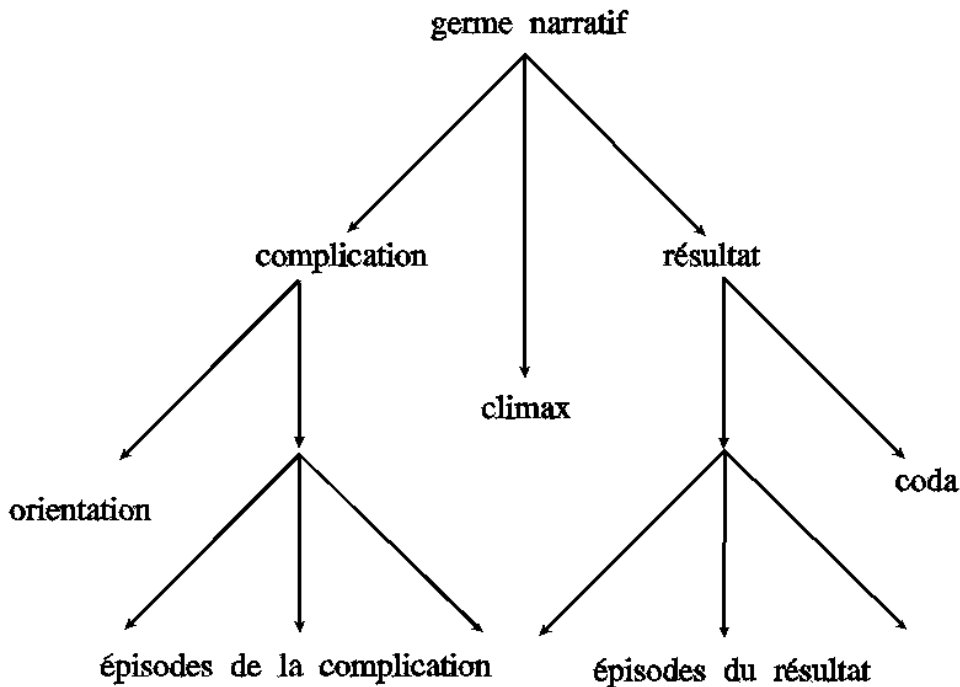 germe narratif
complication
résultat
climax
orientation
coda
épisodes de la complication
épisodes du résultat